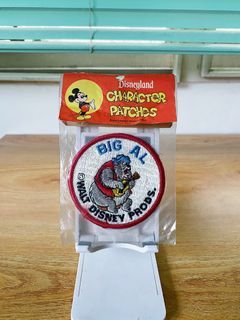 Disneyland
CHARACTER
PATCHES
BIG AL
©WALT DISNEY PRODS.